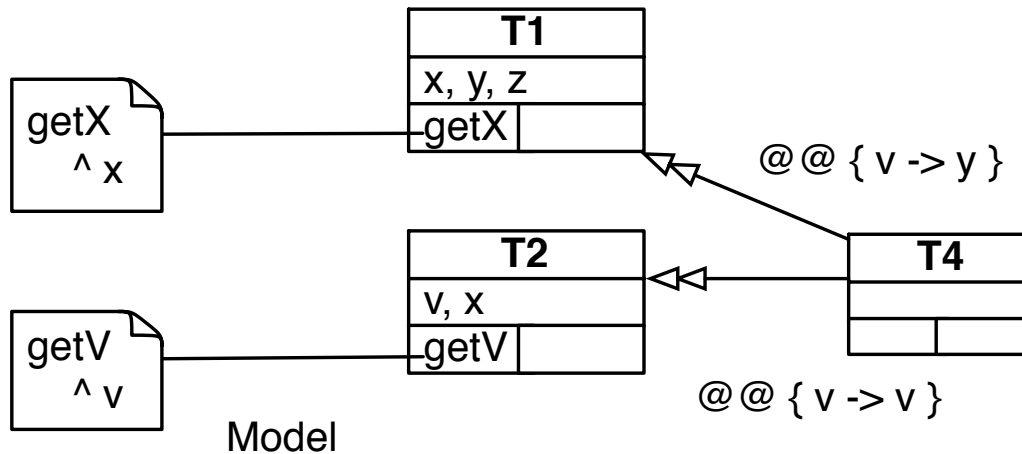 T1
x, y, z
getX
getX
^ x
@@ { v -> y }
T2
v, x
getV
T4
getV
^ v
@@ { v -> v }
Model